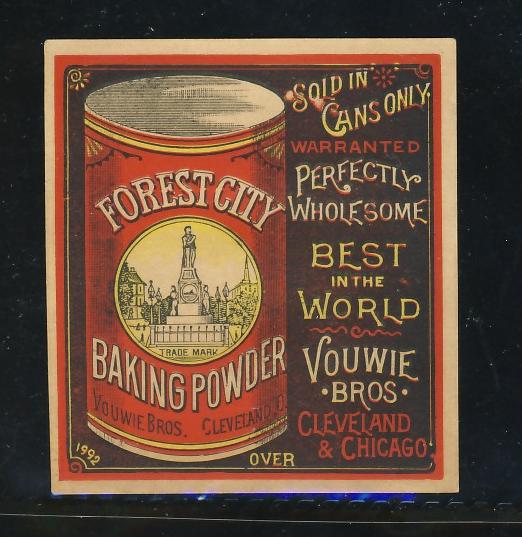 FOREST CITY
TRADE MARK
BAKING POWDER
VOUWIE BROS. CLEVELAND, O.
1992
OVER
SOLD IN
CANS ONLY.
WARRANTED
PERFECTLY
WHOLESOME
BEST
IN THE
WORLD
VOUWIE
·BROS·
CLEVELAND
& CHICAGO.